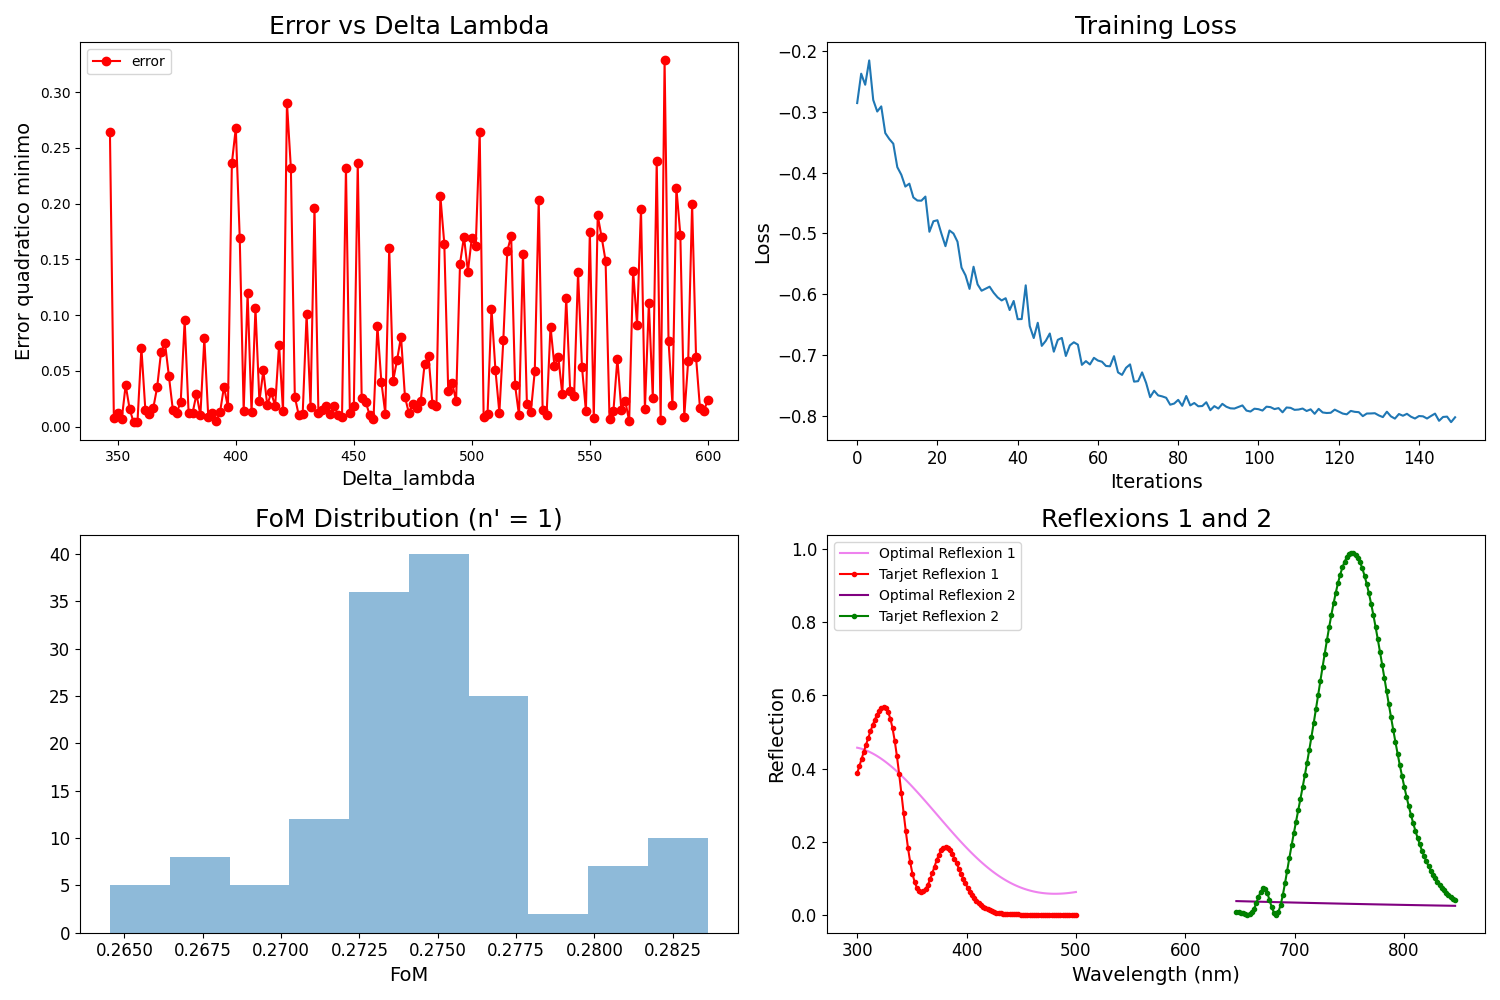 Error vs Delta Lambda
error
Error quadratico minimo
0.30
0.25
0.20
0.15
0.10
0.05
0.00
350 400 450 500 550 600
Delta_lambda
Training Loss
Loss
−0.2
−0.3
−0.4
−0.5
−0.6
−0.7
−0.8
0 20 40 60 80 100 120 140
Iterations
FoM Distribution (n' = 1)
40
35
30
25
20
15
10
5
0
0.2650 0.2675 0.2700 0.2725 0.2750 0.2775 0.2800 0.2825
FoM
Reflexions 1 and 2
Optimal Reflexion 1
Tarjet Reflexion 1
Optimal Reflexion 2
Tarjet Reflexion 2
Reflection
1.0
0.8
0.6
0.4
0.2
0.0
300 400 500 600 700 800
Wavelength (nm)